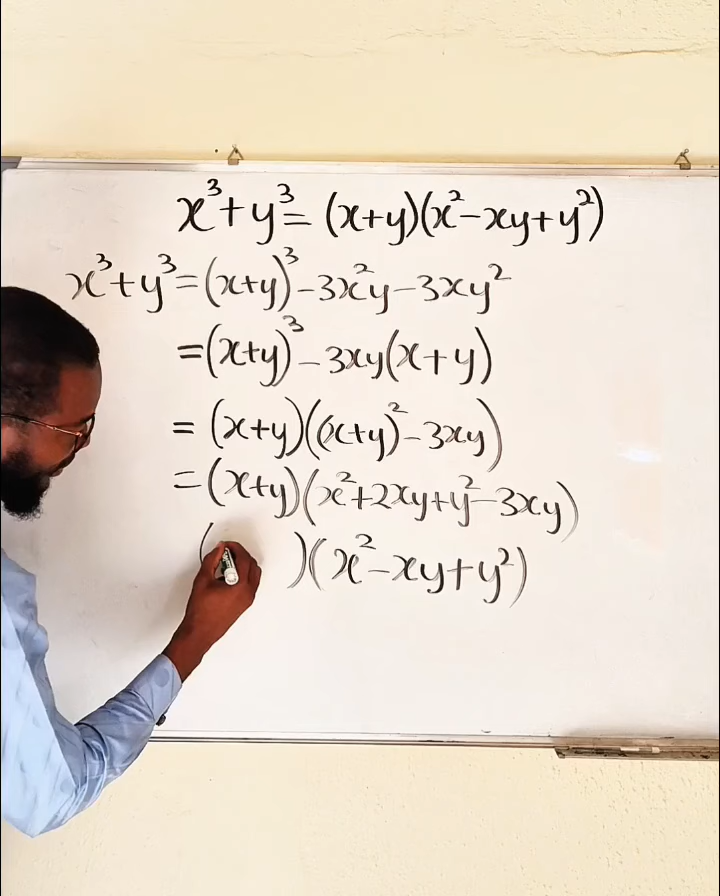 x³+y³= (x+y)(x²-xy+y²)
x³+y³=(x+y)³-3x²y-3xy²
=(x+y)³-3xy(x+y)
= (x+y)((x+y)²-3xy)
=(x+y)(x²+2xy+y²-3xy)
( )(x²-xy+y²)